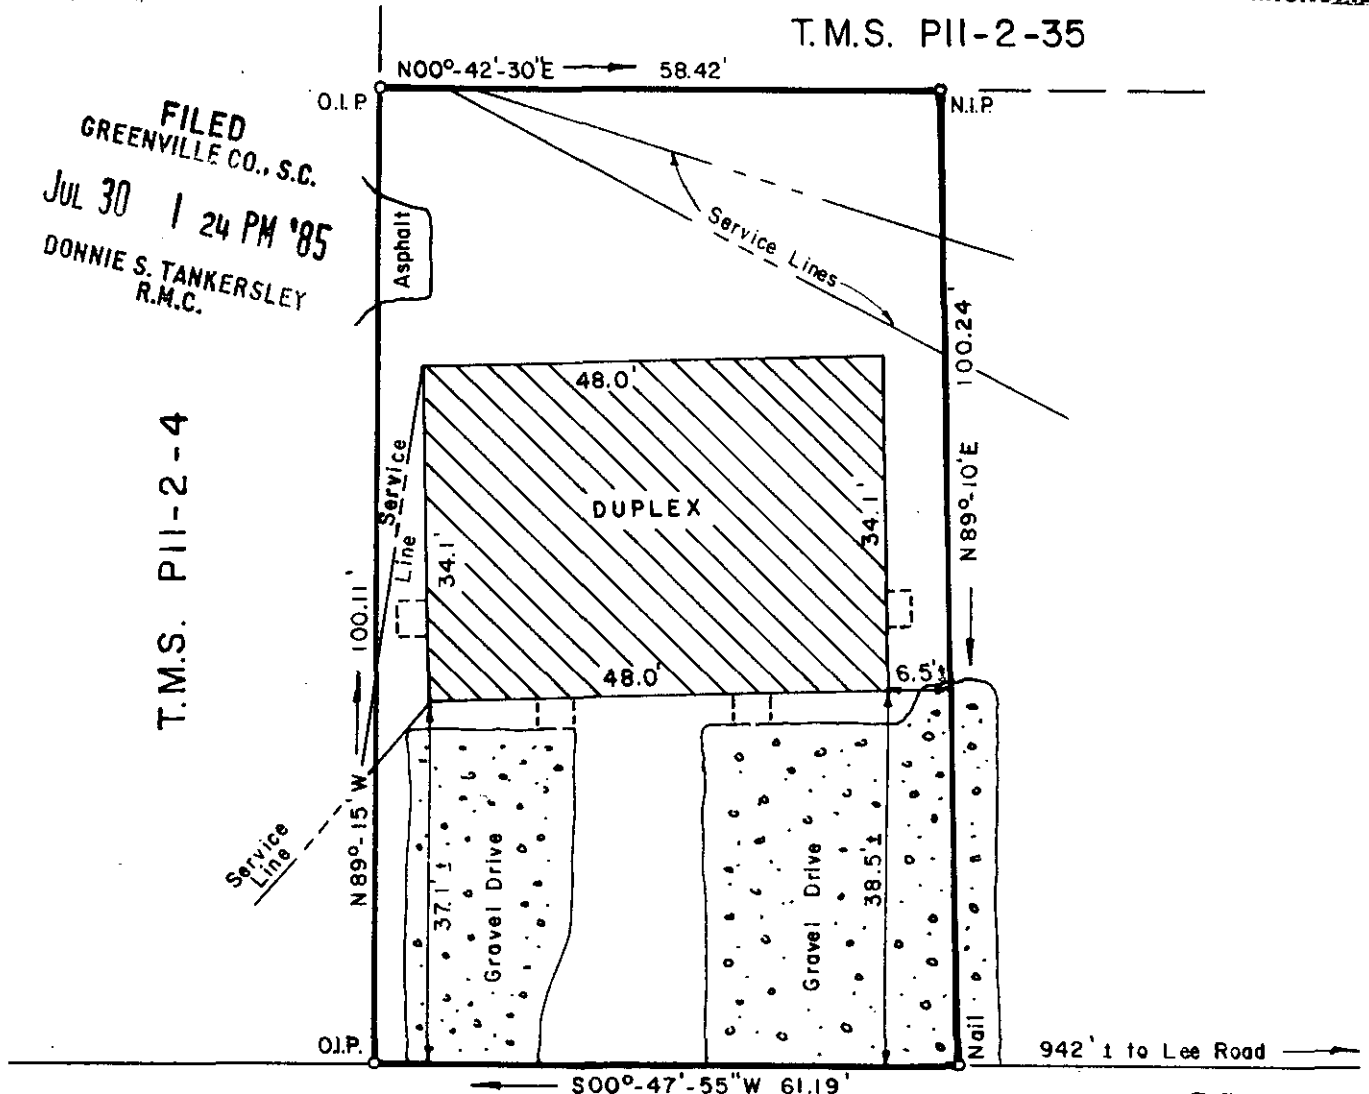 T.M.S. P11-2-35
N00°-42'-30"E 58.42'
O.I.P.
N.I.P.
FILED
GREENVILLE CO., S.C.
JUL 30 1 24 PM '85
DONNIE S. TANKERSLEY
R.M.C.
Asphalt
Service Lines
100.24'
N89°-10'E
48.0'
DUPLEX
34.1'
34.1'
Service
Line
T.M.S. P11-2-4
100.11'
N89°-15'W
48.0'
6.5'±
Service
Line
37.1'±
Gravel Drive
Gravel Drive
38.5'±
O.I.P.
Nail
942'± to Lee Road
S00°-47'-55"W 61.19'